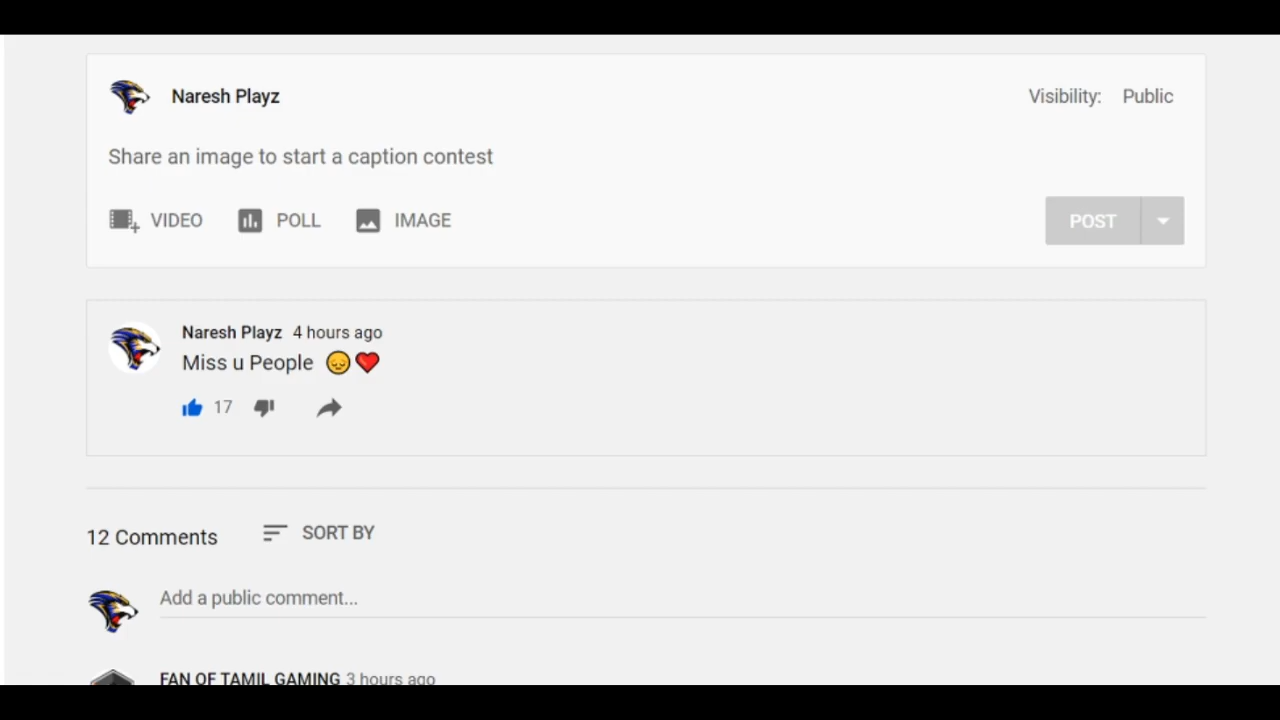 Naresh Playz
Visibility: Public
Share an image to start a caption contest
VIDEO POLL IMAGE POST
Naresh Playz 4 hours ago
Miss u People 😞❤️
17
12 Comments SORT BY
Add a public comment...
FAN OF TAMIL GAMING 3 hours ago